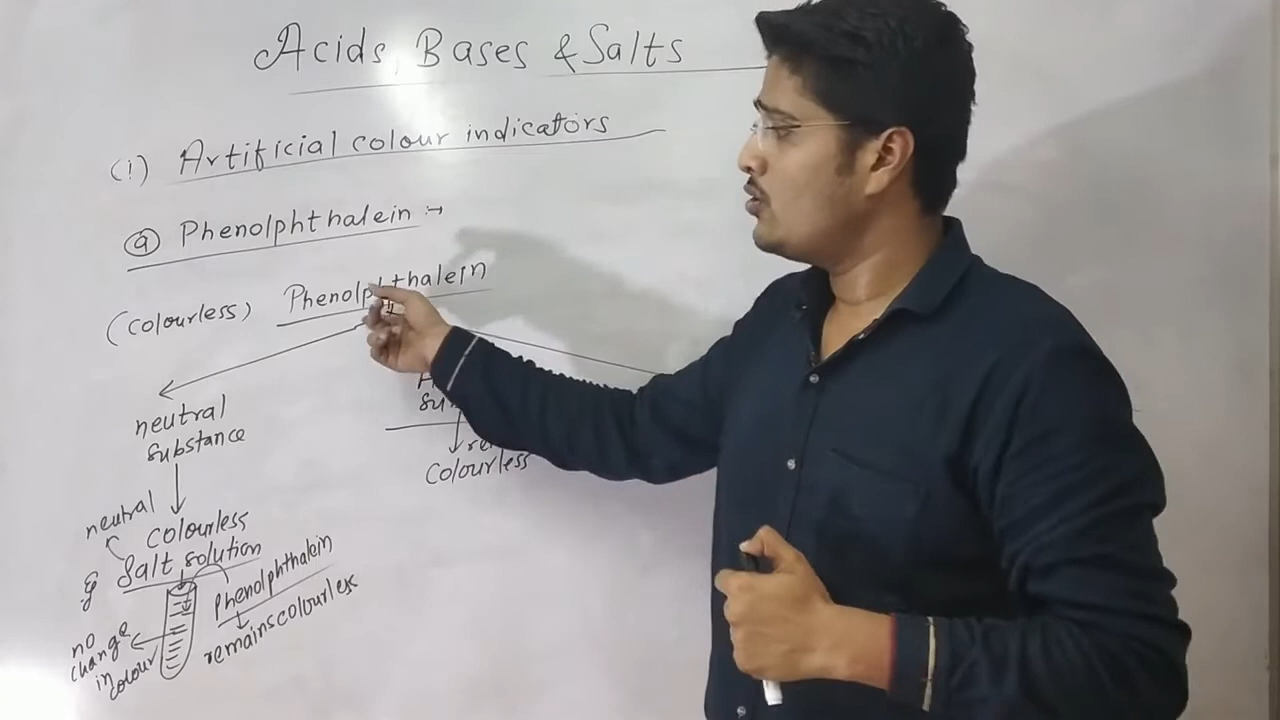 Acids, Bases & Salts
(1) Artificial colour indicators
(a) Phenolphthalein :→
(colourless) Phenolphthalein
neutral
substance
colourless
neutral
colourless
eg Salt solution
Phenolphthalein
remains colourless
no
change
in
colour